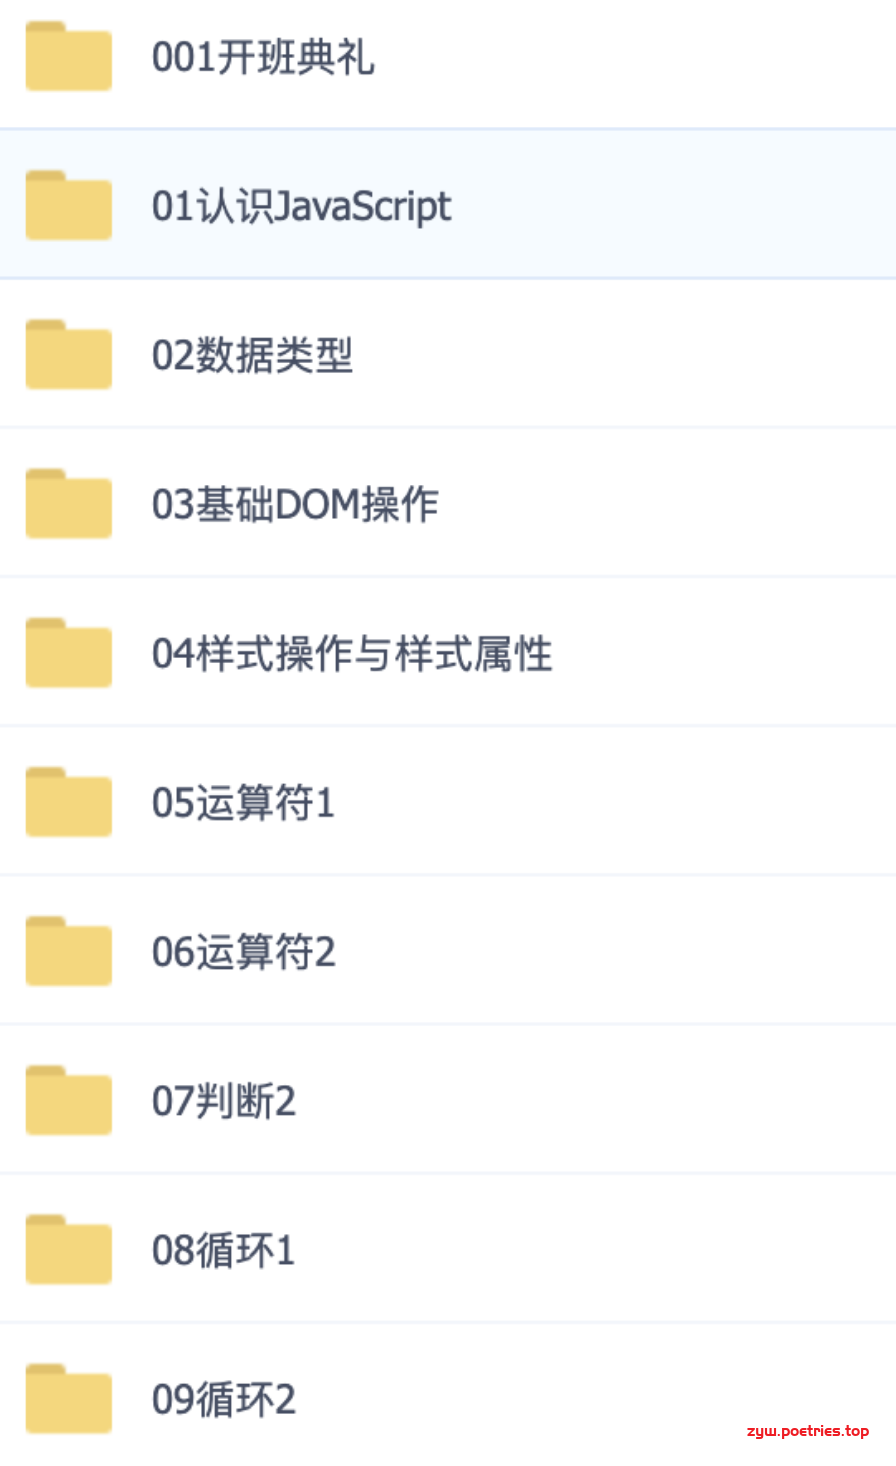 001开班典礼
01认识JavaScript
02数据类型
03基础DOM操作
04样式操作与样式属性
05运算符1
06运算符2
07判断2
08循环1
09循环2
zyw.poetries.top